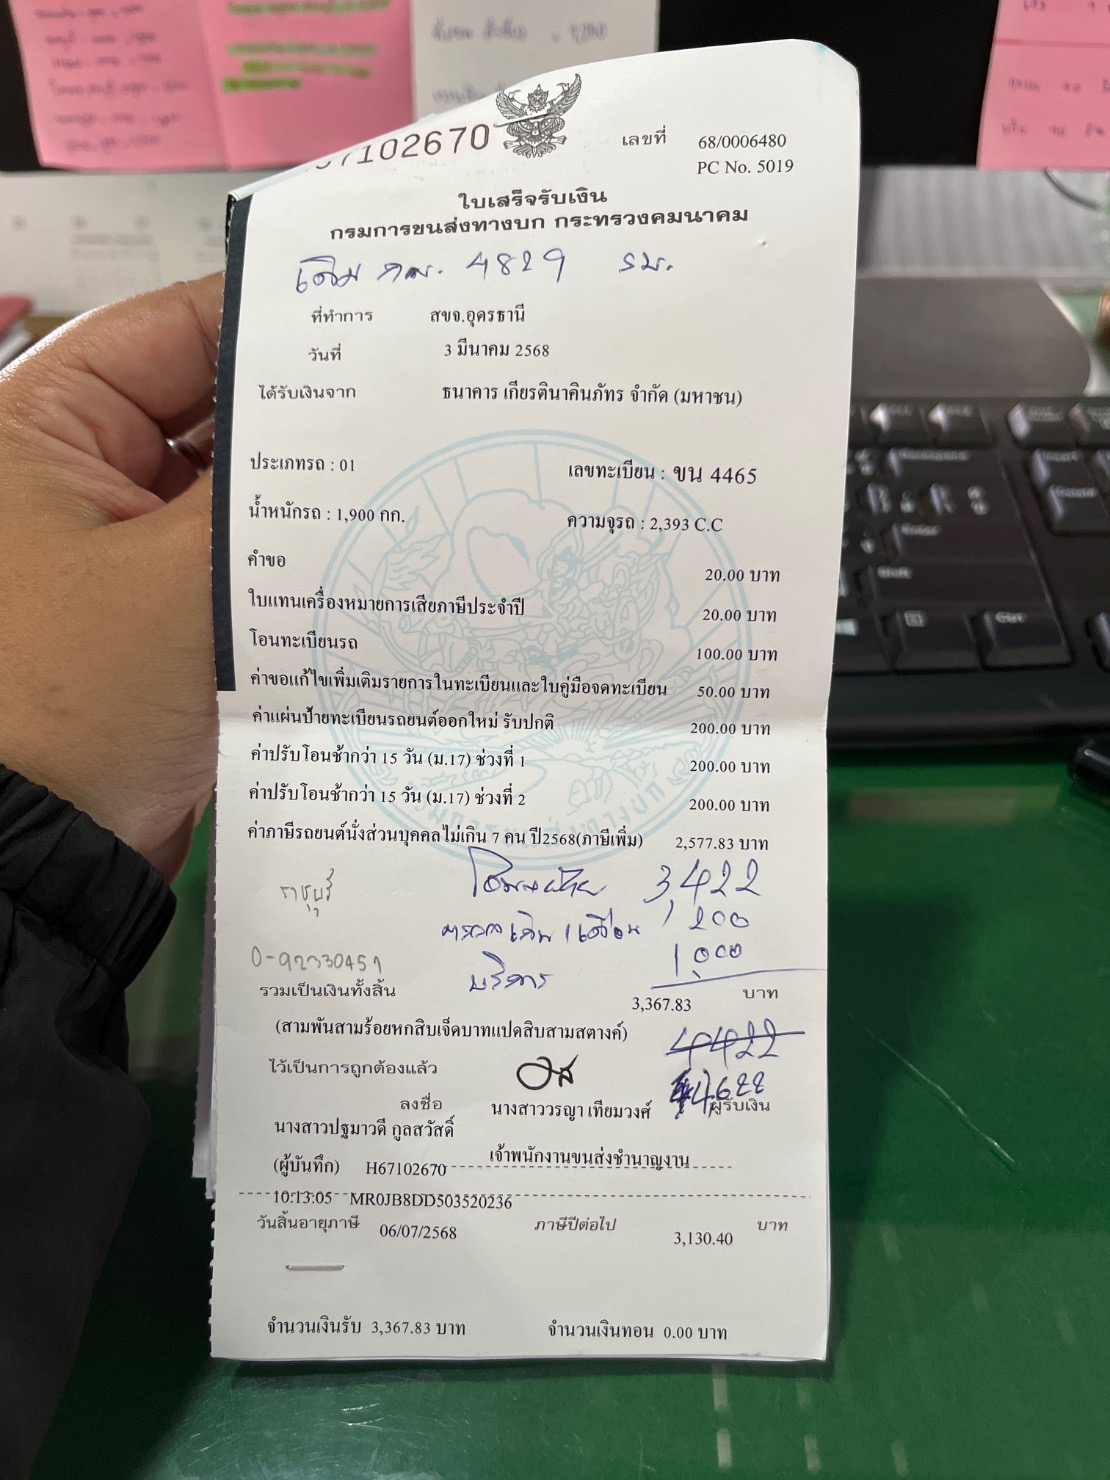 7102670
เลขที่ 68/0006480
PC No. 5019
ใบเสร็จรับเงิน
กรมการขนส่งทางบก กระทรวงคมนาคม
เดิม 4829
ที่ทำการ สขจ.อุดรธานี
วันที่ 3 มีนาคม 2568
ได้รับเงินจาก ธนาคาร เกียรตินาคินภัทร จำกัด (มหาชน)
ประเภทรถ : 01 เลขทะเบียน : ขน 4465
น้ำหนักรถ : 1,900 กก. ความจุรถ : 2,393 C.C
คำขอ 20.00 บาท
ใบแทนเครื่องหมายการเสียภาษีประจำปี 20.00 บาท
โอนทะเบียนรถ 100.00 บาท
ค่าขอแก้ไขเพิ่มเติมรายการในทะเบียนและใบคู่มือจดทะเบียน 50.00 บาท
ค่าแผ่นป้ายทะเบียนรถยนต์ออกใหม่ รับปกติ 200.00 บาท
ค่าปรับโอนช้ากว่า 15 วัน (ม.17) ช่วงที่ 1 200.00 บาท
ค่าปรับโอนช้ากว่า 15 วัน (ม.17) ช่วงที่ 2 200.00 บาท
ค่าภาษีรถยนต์นั่งส่วนบุคคลไม่เกิน 7 คน ปี2568(ภาษีเพิ่ม) 2,577.83 บาท
3,422
ราชบุรี
200
บริการ 1,000
รวมเป็นเงินทั้งสิ้น 3,367.83 บาท
(สามพันสามร้อยหกสิบเจ็ดบาทแปดสิบสามสตางค์)
4422
ไว้เป็นการถูกต้องแล้ว
ลงชื่อ นางสาววรญา เทียมวงศ์ ผู้รับเงิน
นางสาวปฐมาวดี กูลสวัสดิ์
เจ้าพนักงานขนส่งชำนาญงาน
(ผู้บันทึก) H67102670
10:13:05 MR0JB8DD503520236
วันสิ้นอายุภาษี 06/07/2568 ภาษีปีต่อไป 3,130.40 บาท
จำนวนเงินรับ 3,367.83 บาท จำนวนเงินทอน 0.00 บาท